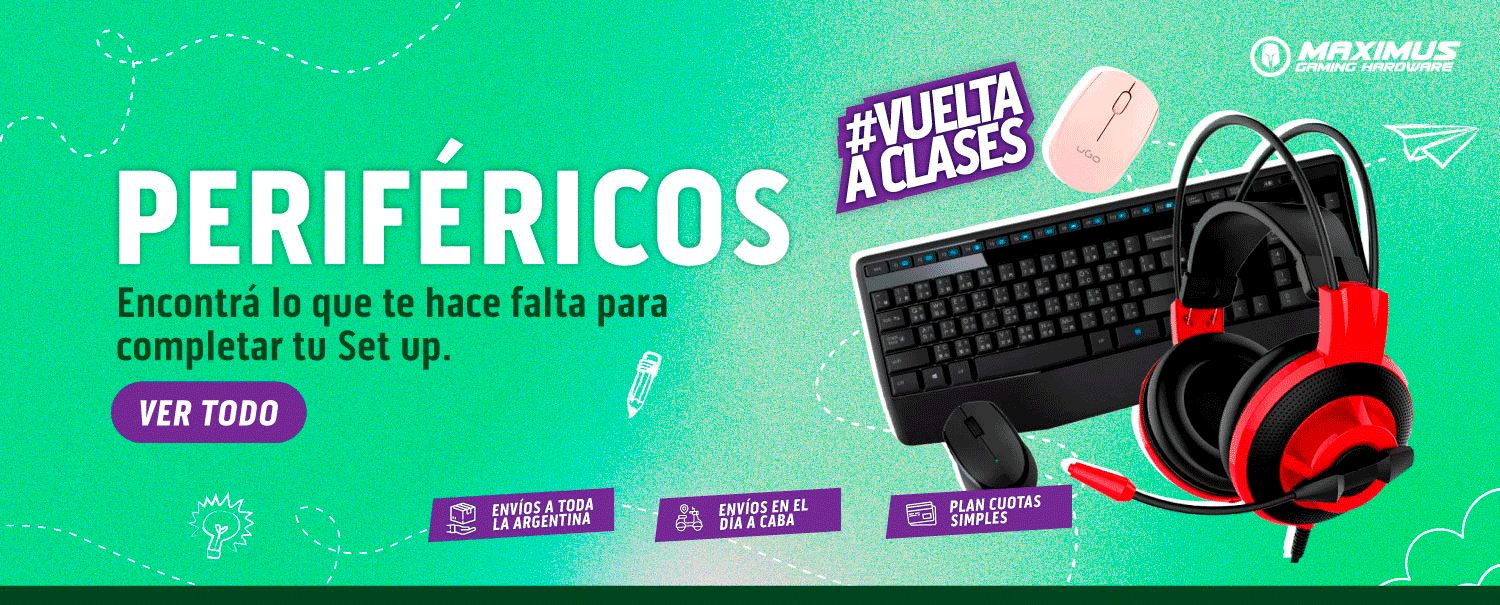 MAXIMUS
GAMING HARDWARE
#VUELTA
A CLASES
UGO
PERIFÉRICOS
Encontrá lo que te hace falta para
completar tu Set up.
VER TODO
ENVÍOS A TODA
LA ARGENTINA
ENVÍOS EN EL
DÍA A CABA
PLAN CUOTAS
SIMPLES